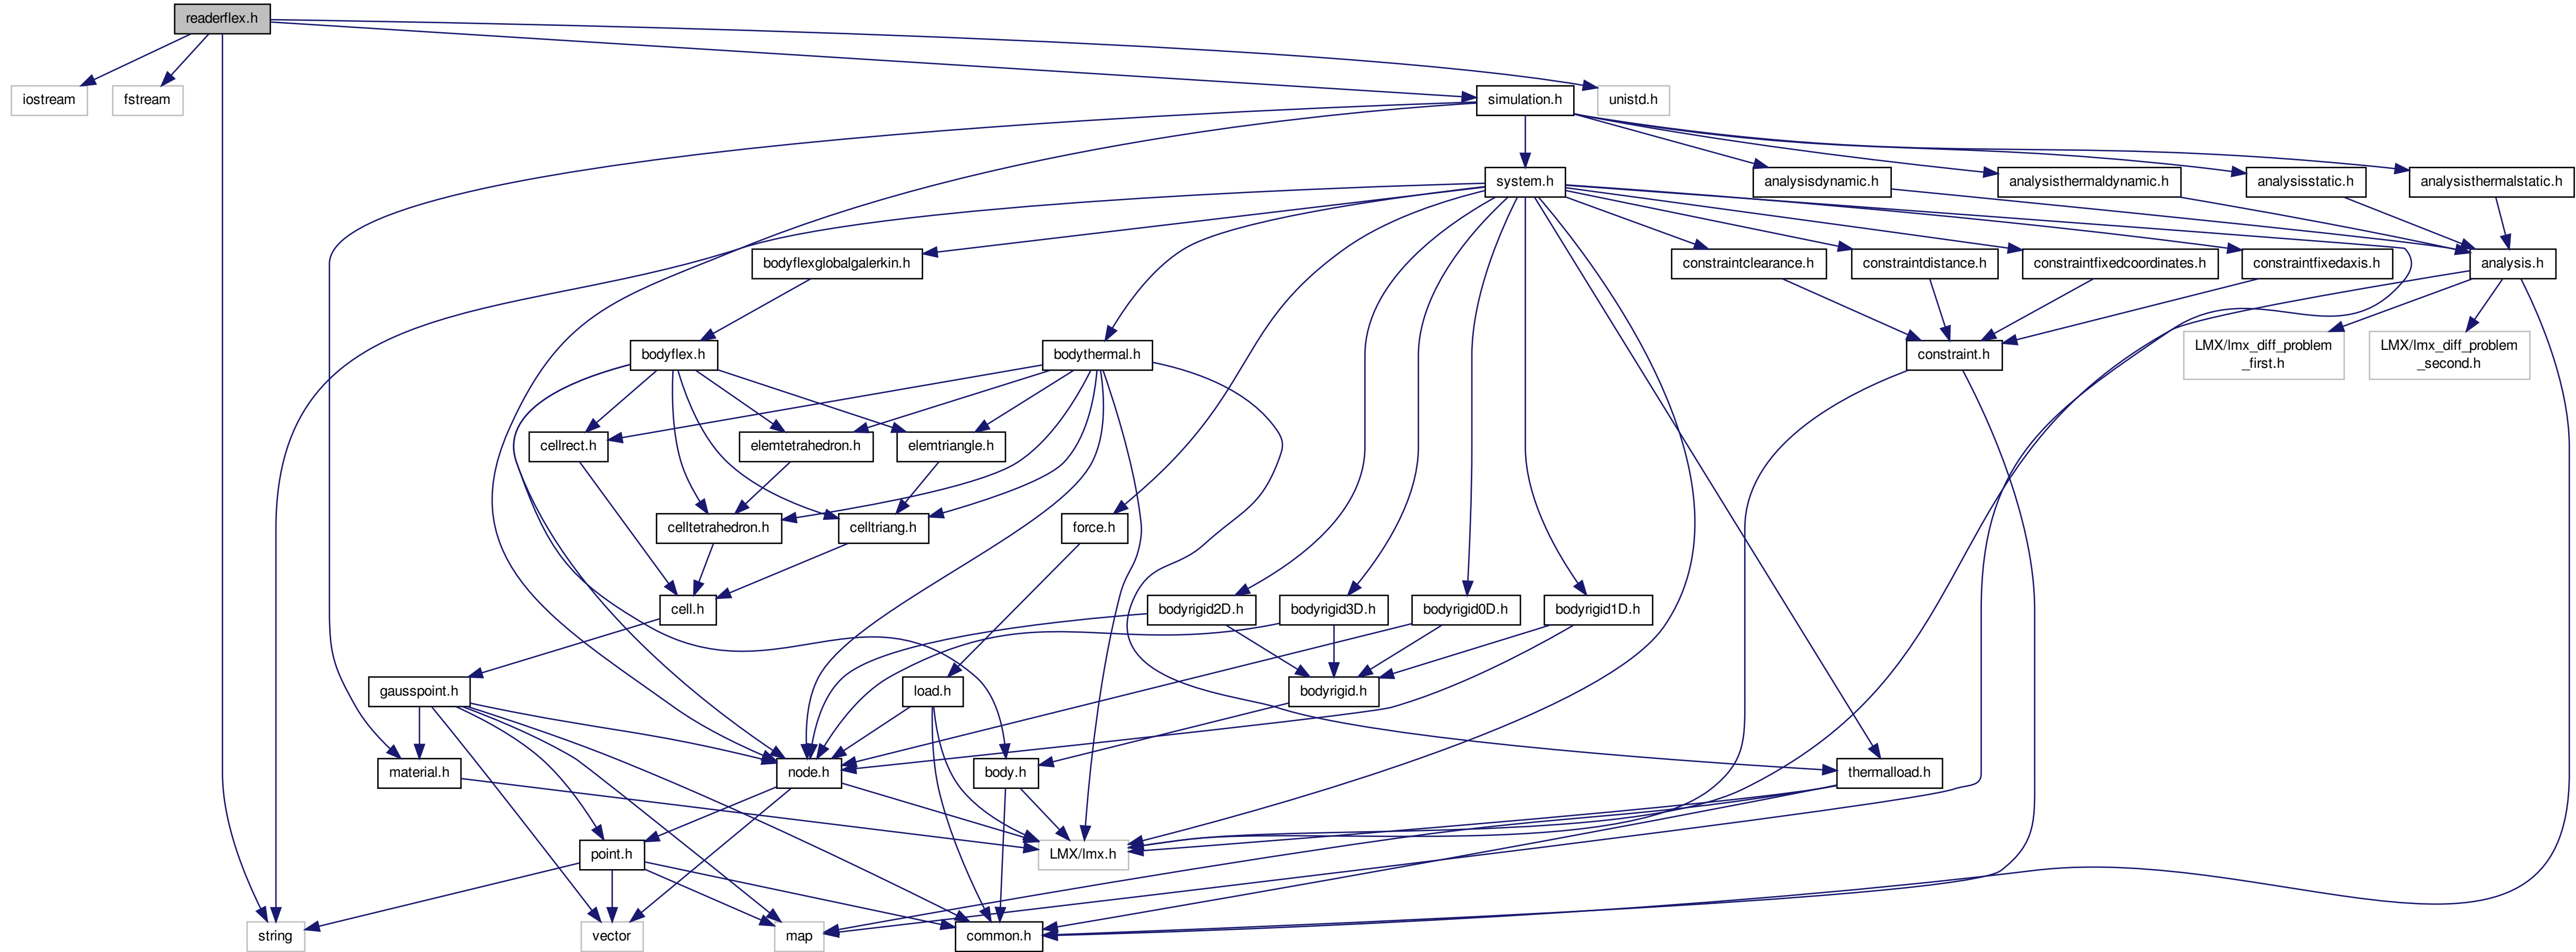 readerflex.h
iostream
fstream
simulation.h
unistd.h
system.h
analysisdynamic.h
analysisthermaldynamic.h
analysisstatic.h
analysisthermalstatic.h
bodyflexglobalgalerkin.h
constraintclearance.h
constraintdistance.h
constraintfixedcoordinates.h
constraintfixedaxis.h
analysis.h
bodyflex.h
bodythermal.h
constraint.h
LMX/lmx_diff_problem
_first.h
LMX/lmx_diff_problem
_second.h
cellrect.h
elemtetrahedron.h
elemtriangle.h
celltetrahedron.h
celltriang.h
force.h
cell.h
bodyrigid2D.h
bodyrigid3D.h
bodyrigid0D.h
bodyrigid1D.h
gausspoint.h
load.h
bodyrigid.h
material.h
node.h
body.h
thermalload.h
point.h
LMX/lmx.h
string
vector
map
common.h